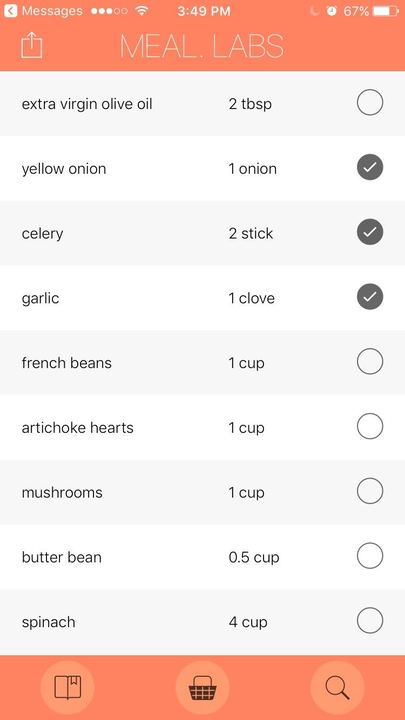 Messages 3:49 PM 67%
MEAL. LABS
extra virgin olive oil 2 tbsp
yellow onion 1 onion
celery 2 stick
garlic 1 clove
french beans 1 cup
artichoke hearts 1 cup
mushrooms 1 cup
butter bean 0.5 cup
spinach 4 cup